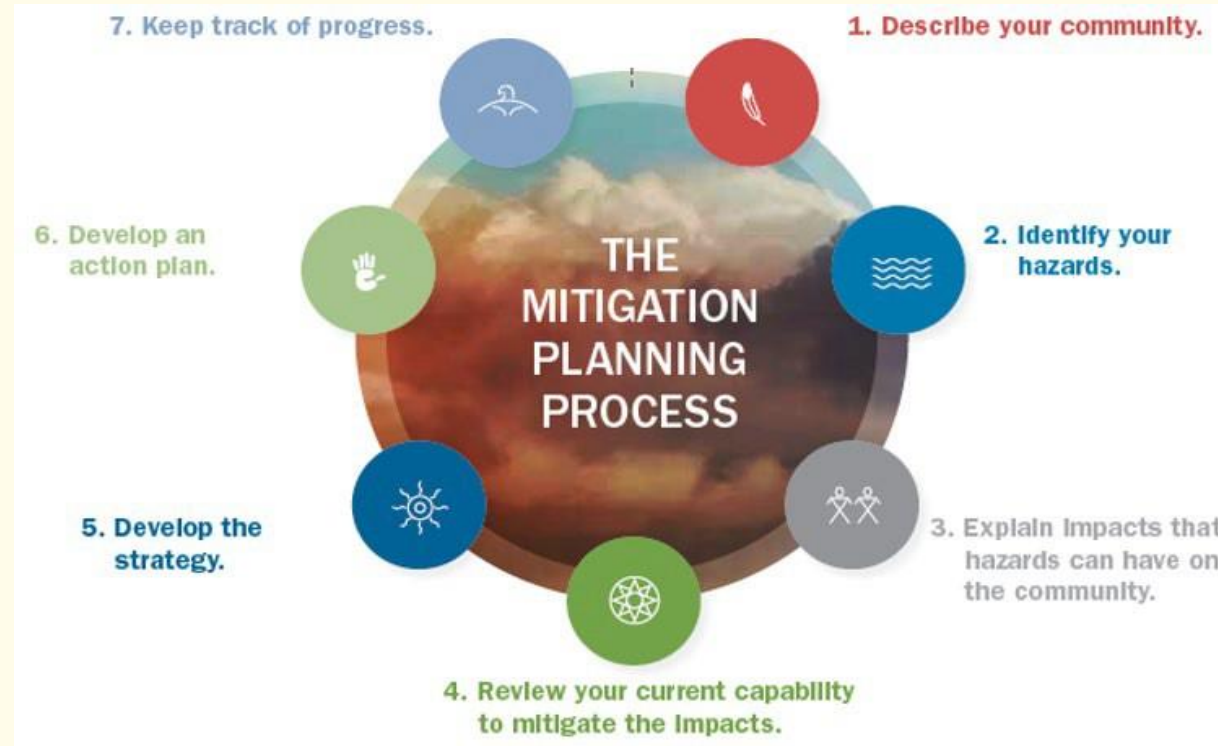 7. Keep track of progress.
1. Describe your community.
6. Develop an
action plan.
2. Identify your
hazards.
THE
MITIGATION
PLANNING
PROCESS
5. Develop the
strategy.
3. Explain impacts that
hazards can have on
the community.
4. Review your current capability
to mitigate the impacts.